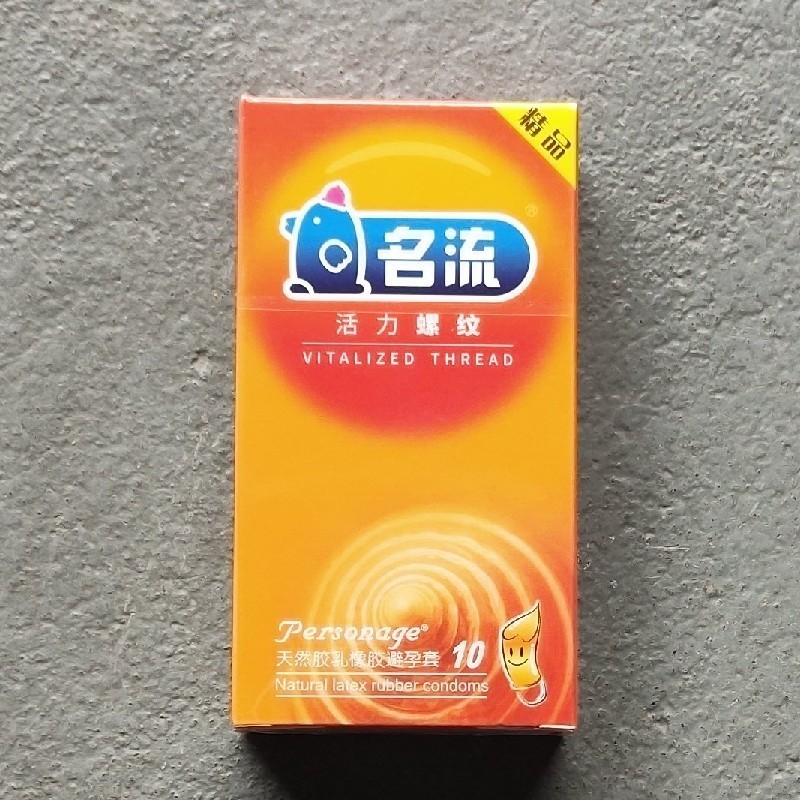 精品
名流
®
活力螺纹
VITALIZED THREAD
Personage®
天然胶乳橡胶避孕套 10
Natural latex rubber condoms